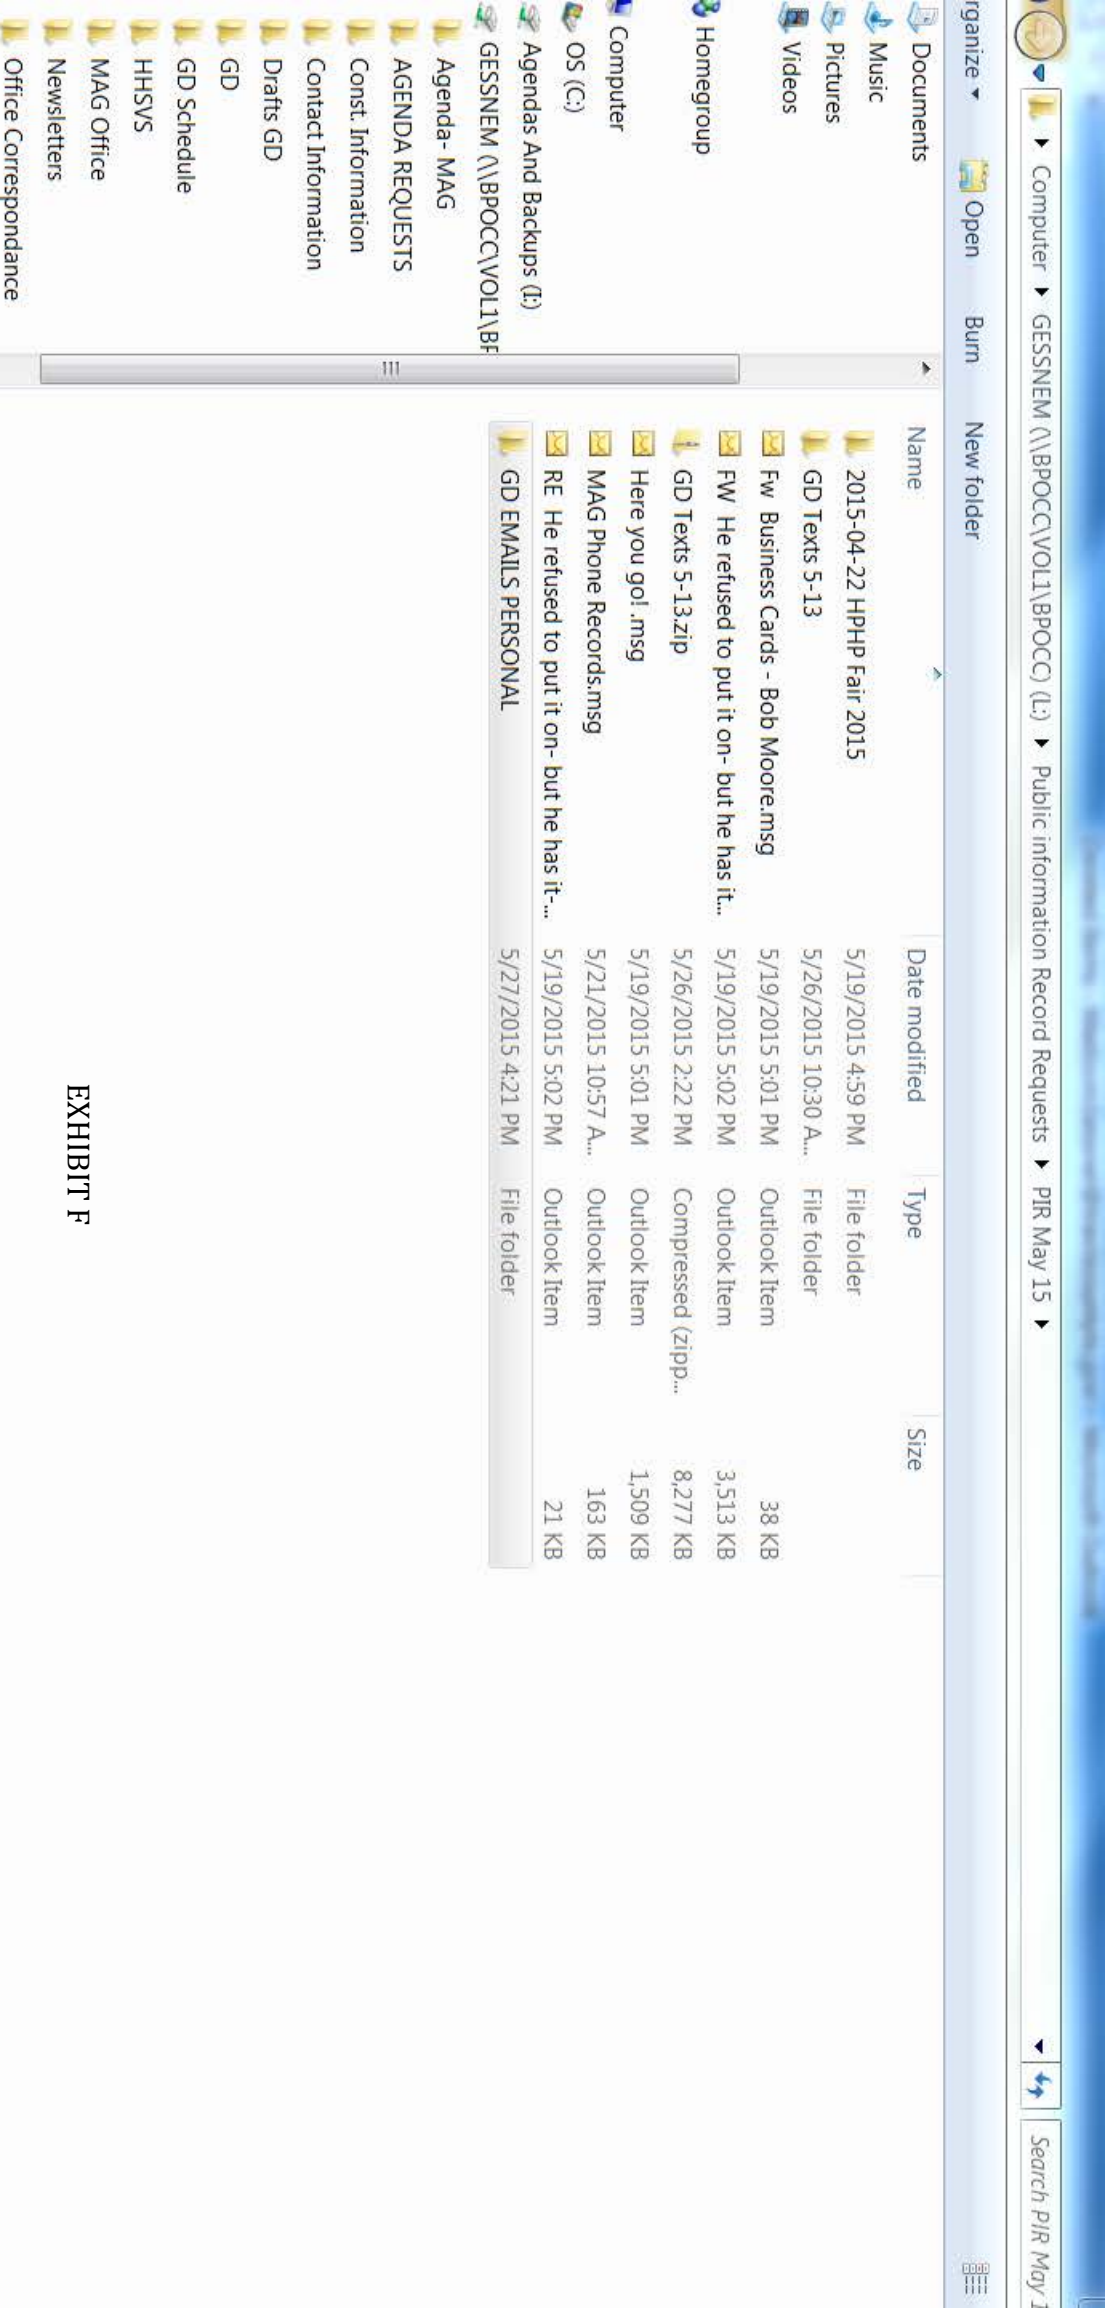 Computer ▸ GESSNEM (\\BPOCC\VOL1\BPOCC) (L:) ▸ Public information Record Requests ▸ PIR May 15 ▸
Search PIR May
rganize ▾ Open Burn New folder
Documents
Music
Pictures
Videos
Homegroup
Computer
OS (C:)
Agendas And Backups (I:)
GESSNEM (\\BPOCC\VOL1\BP
Agenda- MAG
AGENDA REQUESTS
Const. Information
Contact Information
Drafts GD
GD
GD Schedule
HHSVS
MAG Office
Newsletters
Office Correspondance
Name Date modified Type Size
2015-04-22 HPHP Fair 2015 5/19/2015 4:59 PM File folder
GD Texts 5-13 5/26/2015 10:30 A... File folder
Fw Business Cards - Bob Moore.msg 5/19/2015 5:01 PM Outlook Item 38 KB
FW He refused to put it on- but he has it... 5/19/2015 5:02 PM Outlook Item 3,513 KB
GD Texts 5-13.zip 5/26/2015 2:22 PM Compressed (zipp... 8,277 KB
Here you go! .msg 5/19/2015 5:01 PM Outlook Item 1,509 KB
MAG Phone Records.msg 5/21/2015 10:57 A... Outlook Item 163 KB
RE He refused to put it on- but he has it-... 5/19/2015 5:02 PM Outlook Item 21 KB
GD EMAILS PERSONAL 5/27/2015 4:21 PM File folder
EXHIBIT F